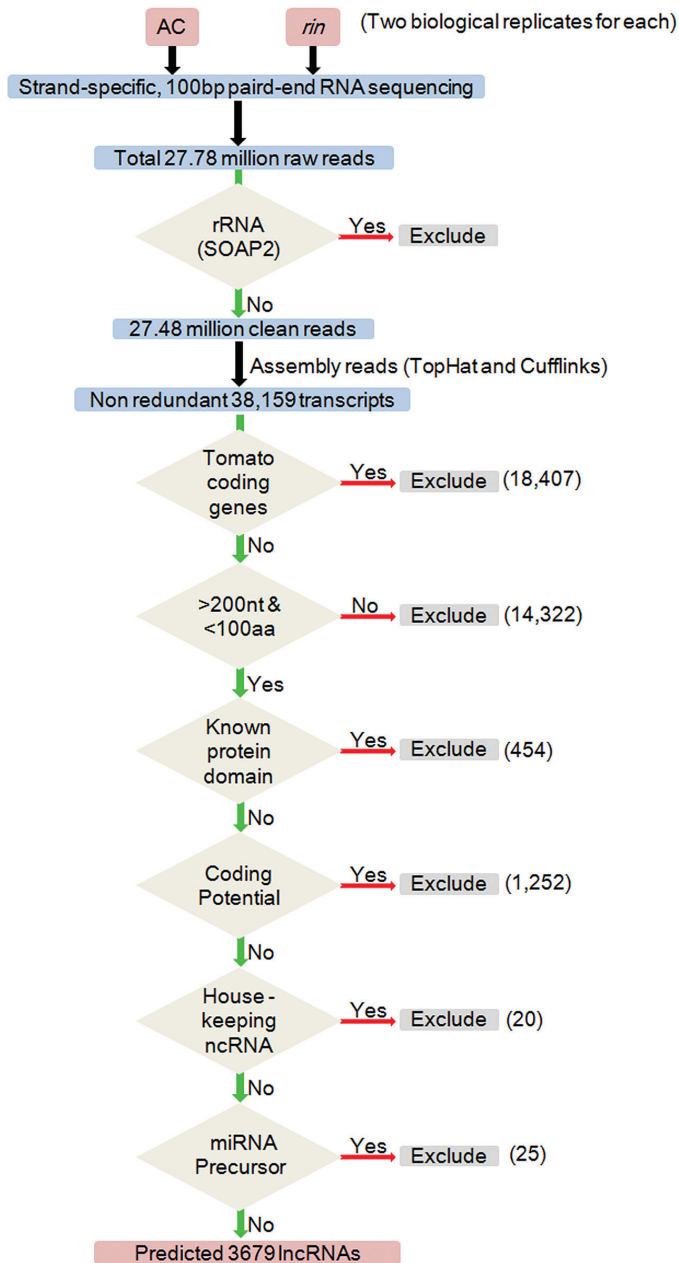 AC
rin
(Two biological replicates for each)
Strand-specific, 100bp paird-end RNA sequencing
Total 27.78 million raw reads
rRNA
(SOAP2)
Yes
Exclude
No
27.48 million clean reads
Assembly reads (TopHat and Cufflinks)
Non redundant 38,159 transcripts
Tomato
coding
genes
Yes
Exclude
(18,407)
No
>200nt &
<100aa
No
Exclude
(14,322)
Yes
Known
protein
domain
Yes
Exclude
(454)
No
Coding
Potential
Yes
Exclude
(1,252)
No
House -
keeping
ncRNA
Yes
Exclude
(20)
No
miRNA
Precursor
Yes
Exclude
(25)
No
Predicted 3679 lncRNAs